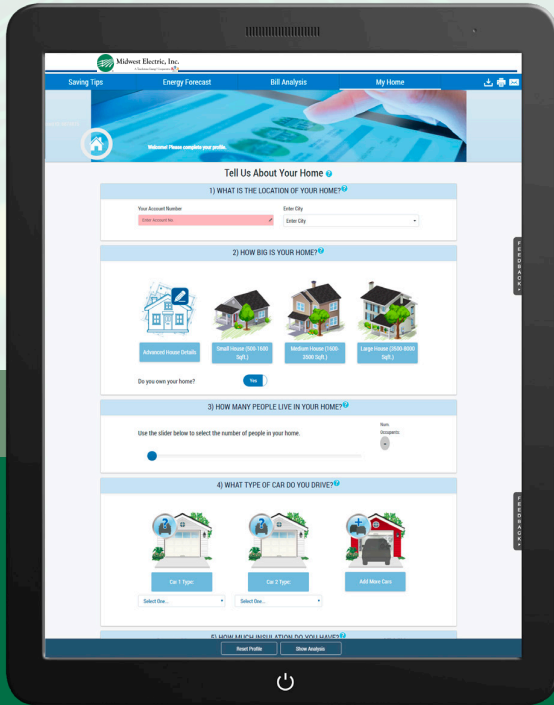 Midwest Electric, Inc.
Saving Tips
Energy Forecast
Bill Analysis
My Home
Welcome! Please complete your profile.
Tell Us About Your Home ?
1) WHAT IS THE LOCATION OF YOUR HOME? ?
Your Account Number
Enter City
Enter Account No.
Enter City
2) HOW BIG IS YOUR HOME? ?
Advanced House Details
Small House (500-1600
Sqft.)
Medium House (1600-
3500 Sqft.)
Large House (3500-8000
Sqft.)
Do you own your home?
Yes
3) HOW MANY PEOPLE LIVE IN YOUR HOME? ?
Use the slider below to select the number of people in your home.
Num
Occupants:
4) WHAT TYPE OF CAR DO YOU DRIVE? ?
?
?
+
Car 1 Type:
Car 2 Type:
Add More Cars
Select One...
Select One...
5) HOW MUCH INSULATION DO YOU HAVE? ?
Reset Profile
Show Analysis
FEEDBACK
FEEDBACK